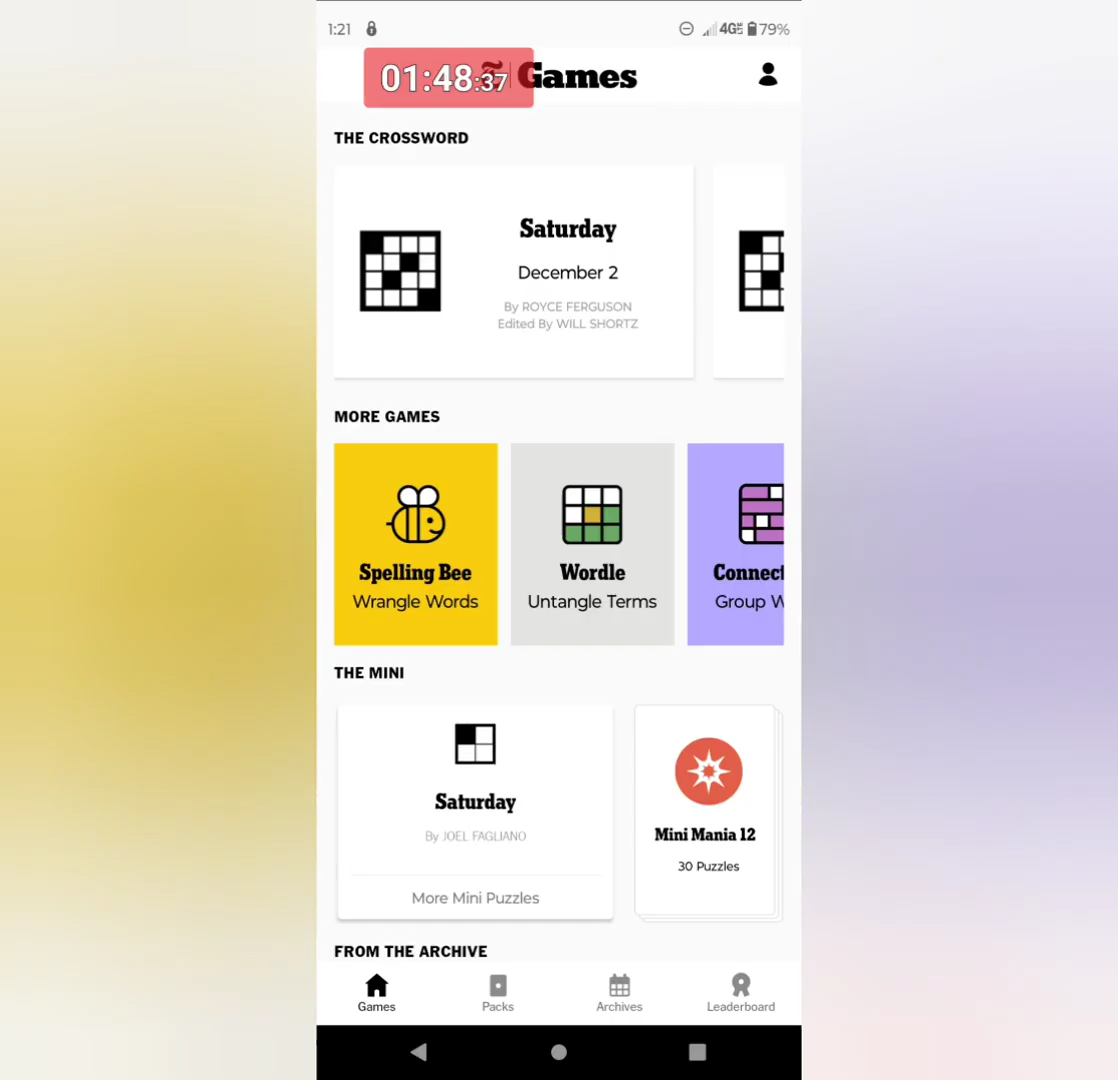 1:21
4G
79%
01:48:37
Games
THE CROSSWORD
Saturday
December 2
By ROYCE FERGUSON
Edited By WILL SHORTZ
MORE GAMES
Spelling Bee
Wrangle Words
Wordle
Untangle Terms
Connect
Group W
THE MINI
Saturday
By JOEL FAGLIANO
More Mini Puzzles
Mini Mania 12
30 Puzzles
FROM THE ARCHIVE
Games
Packs
Archives
Leaderboard